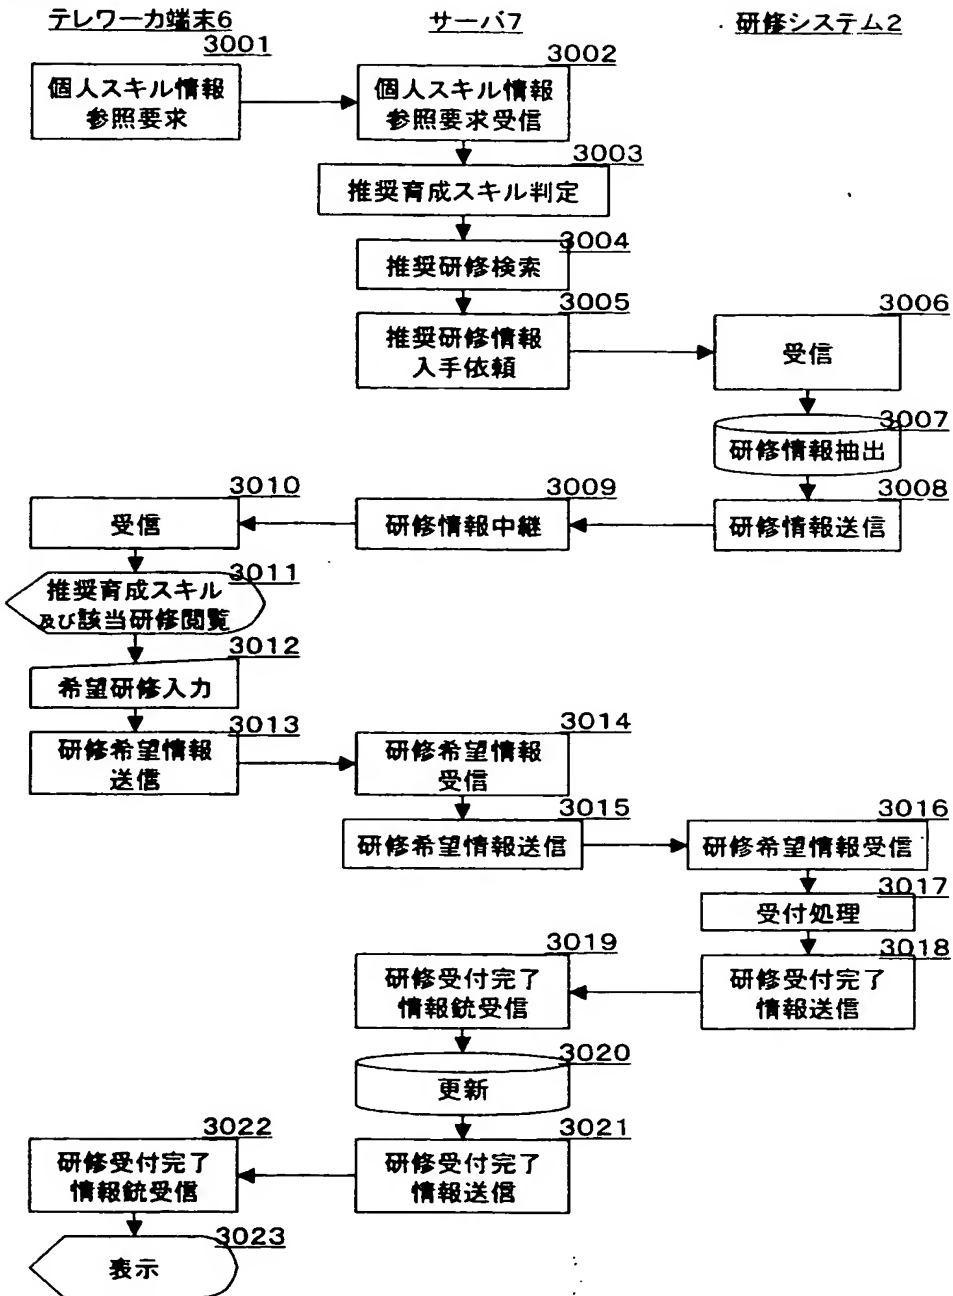 テレワーカ端末6
サーバ7
研修システム2
3001
個人スキル情報
参照要求
3002
個人スキル情報
参照要求受信
3003
推奨育成スキル判定
3004
推奨研修検索
3005
推奨研修情報
入手依頼
3006
受信
3007
研修情報抽出
3008
研修情報送信
3009
研修情報中継
3010
受信
3011
推奨育成スキル
及び該当研修閲覧
3012
希望研修入力
3013
研修希望情報
送信
3014
研修希望情報
受信
3015
研修希望情報送信
3016
研修希望情報受信
3017
受付処理
3018
研修受付完了
情報送信
3019
研修受付完了
情報銃受信
3020
更新
3021
研修受付完了
情報送信
3022
研修受付完了
情報銃受信
3023
表示